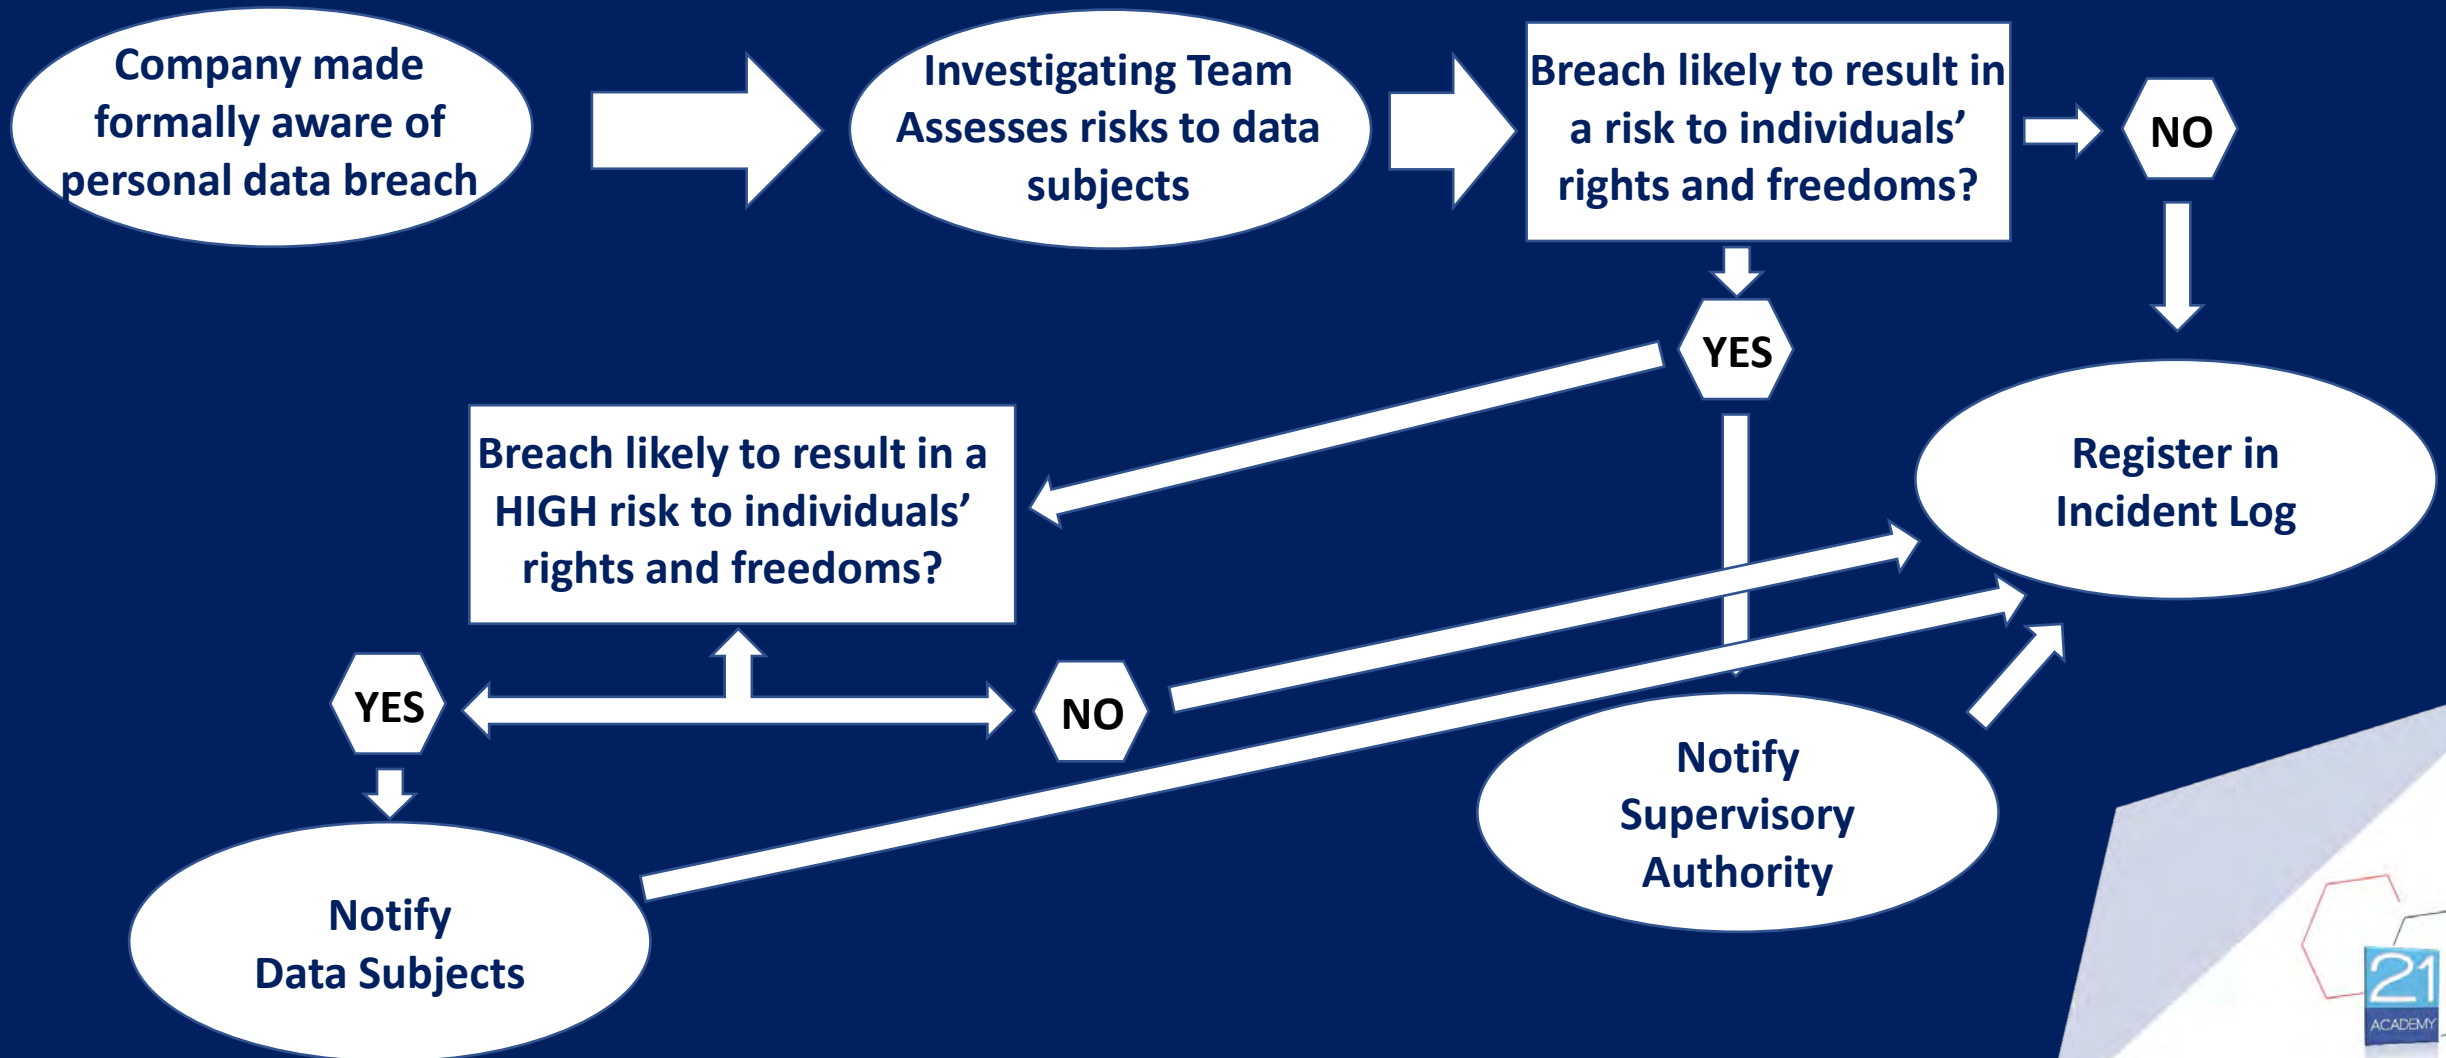 Company made
formally aware of
personal data breach
Investigating Team
Assesses risks to data
subjects
Breach likely to result in
a risk to individuals’
rights and freedoms?
NO
YES
Breach likely to result in a
HIGH risk to individuals’
rights and freedoms?
Register in
Incident Log
YES
NO
Notify
Supervisory
Authority
Notify
Data Subjects
21
ACADEMY